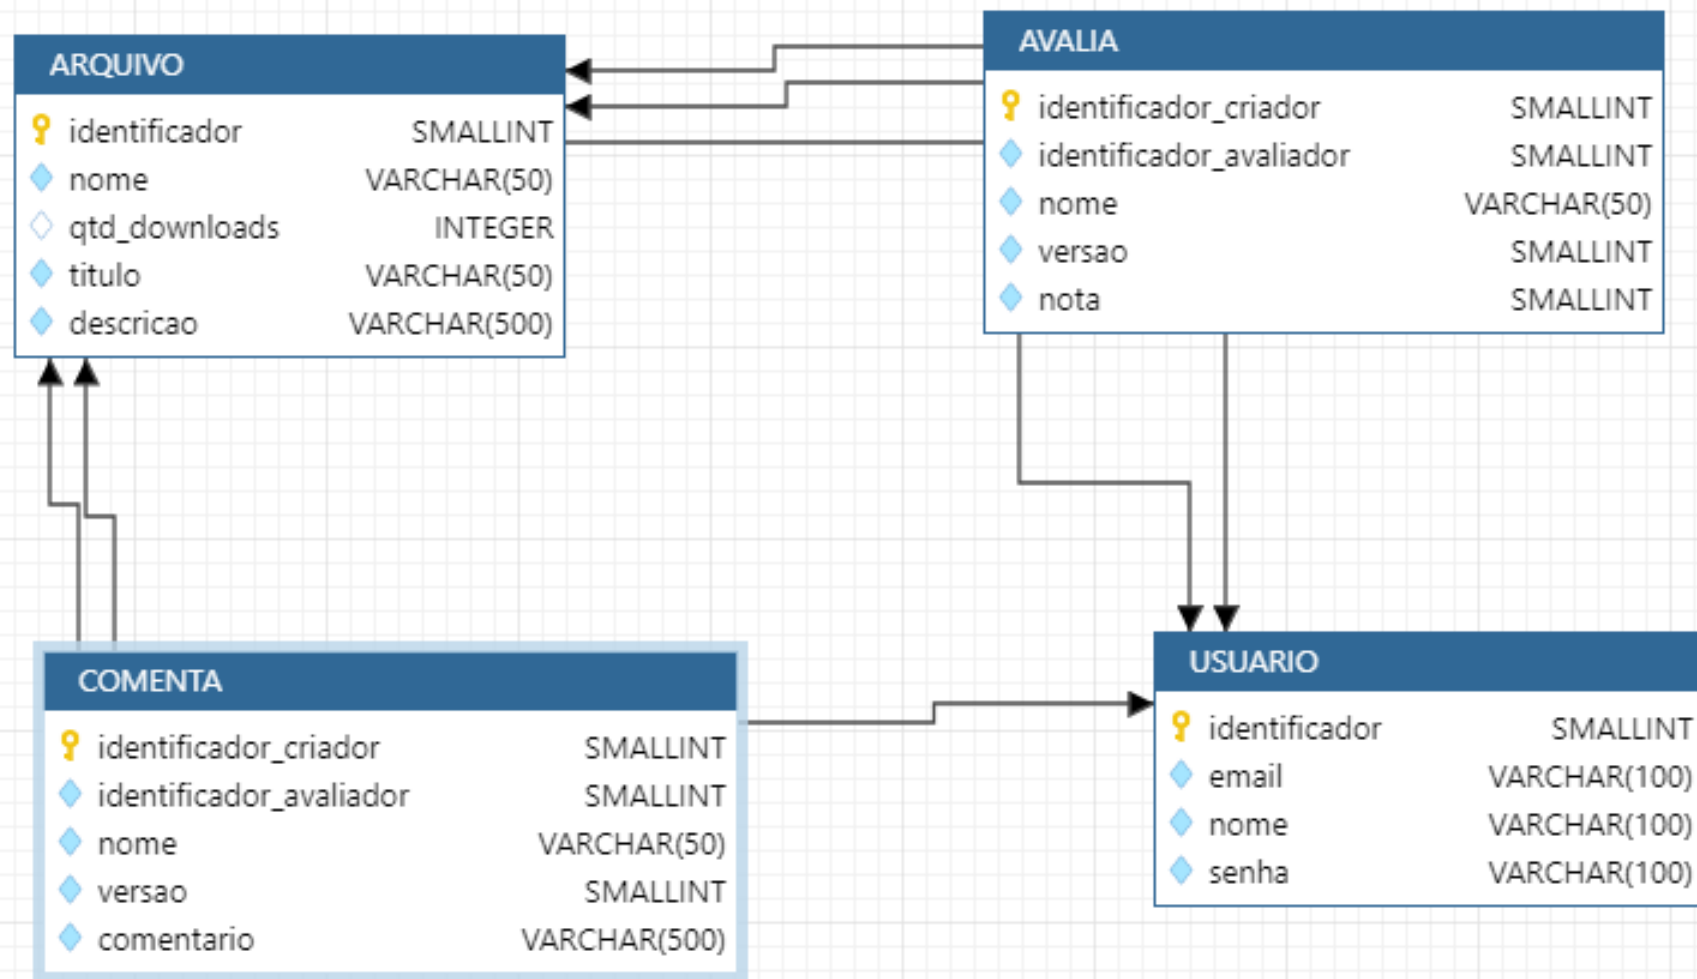 ARQUIVO
identificador SMALLINT
nome VARCHAR(50)
qtd_downloads INTEGER
titulo VARCHAR(50)
descricao VARCHAR(500)
AVALIA
identificador_criador SMALLINT
identificador_avaliador SMALLINT
nome VARCHAR(50)
versao SMALLINT
nota SMALLINT
COMENTA
identificador_criador SMALLINT
identificador_avaliador SMALLINT
nome VARCHAR(50)
versao SMALLINT
comentario VARCHAR(500)
USUARIO
identificador SMALLINT
email VARCHAR(100)
nome VARCHAR(100)
senha VARCHAR(100)